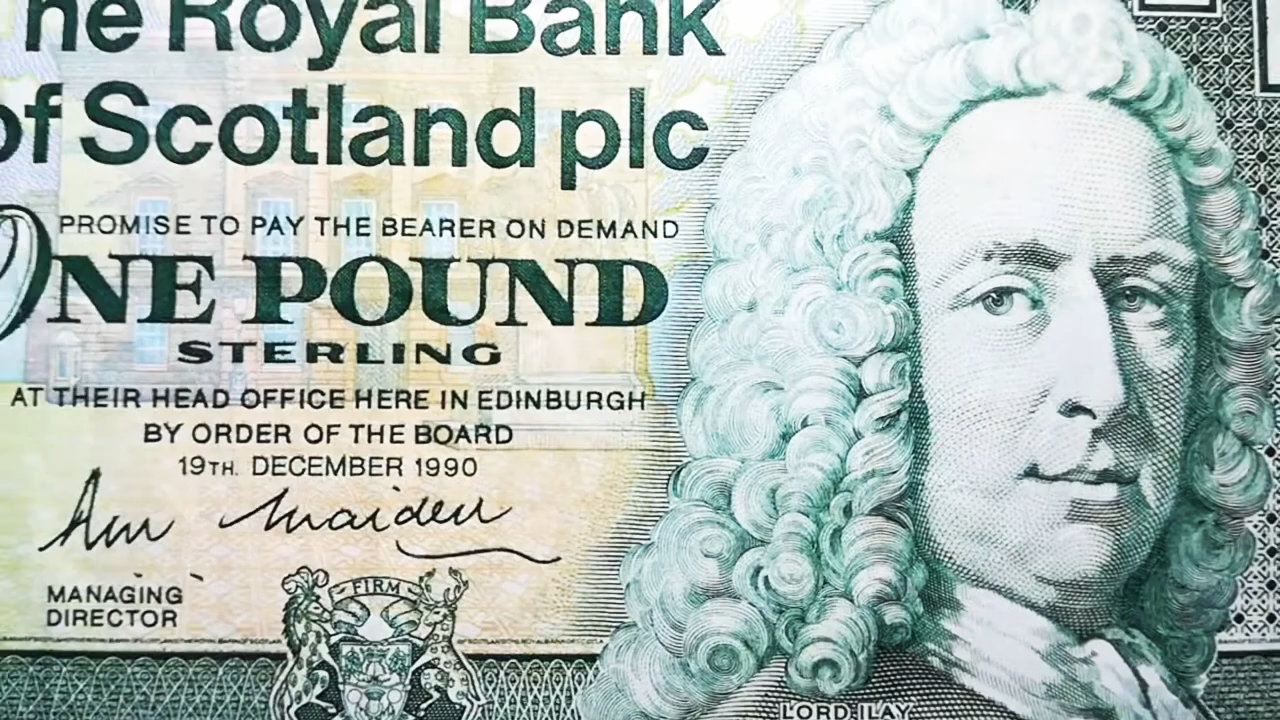 he Royal Bank
of Scotland plc
PROMISE TO PAY THE BEARER ON DEMAND
ONE POUND
STERLING
AT THEIR HEAD OFFICE HERE IN EDINBURGH
BY ORDER OF THE BOARD
19TH. DECEMBER 1990
MANAGING
DIRECTOR
FIRM
LORD ILAY